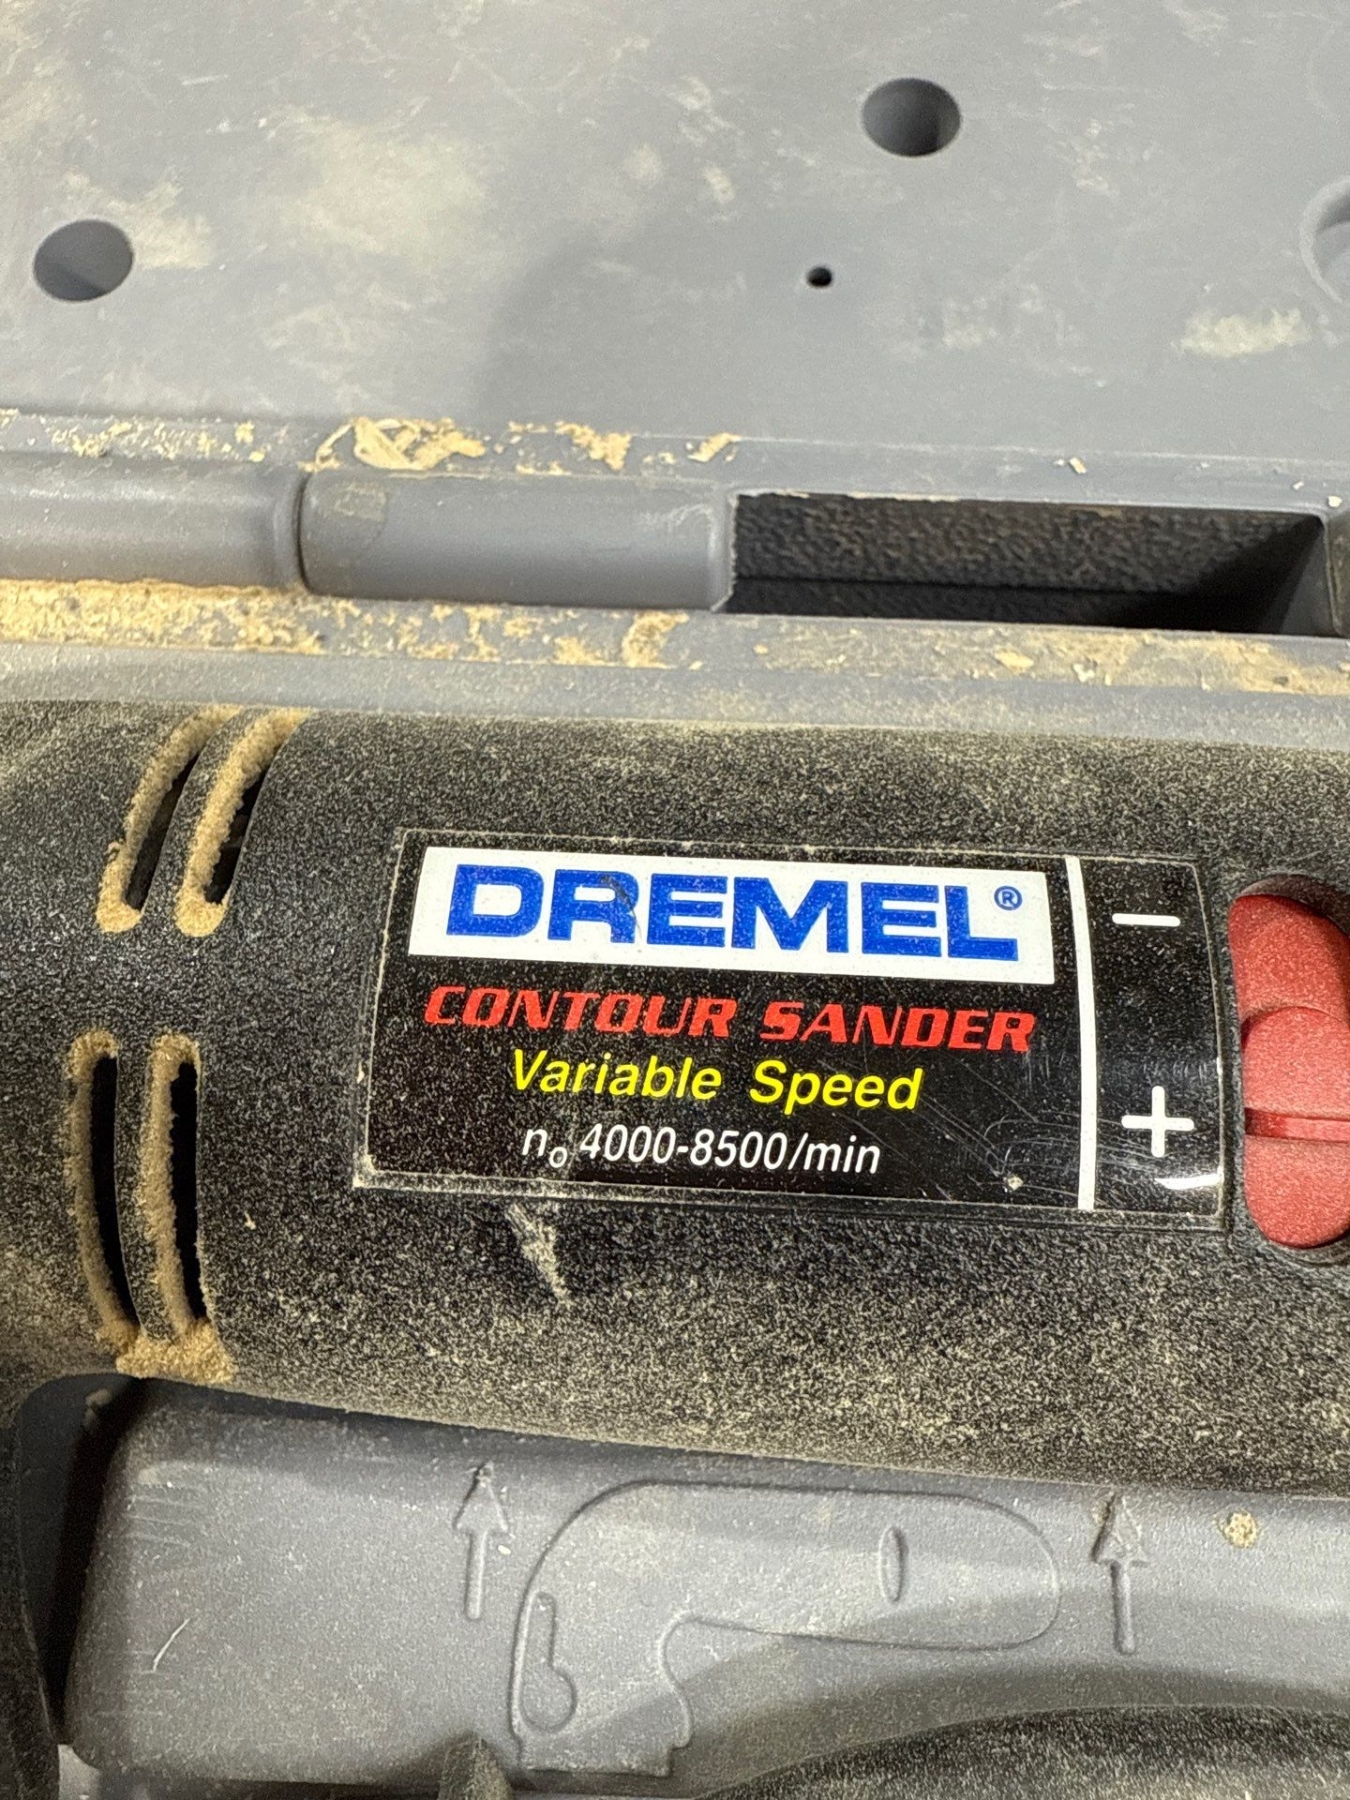 DREMEL®
CONTOUR SANDER
Variable Speed
n₀ 4000-8500/min
−
+